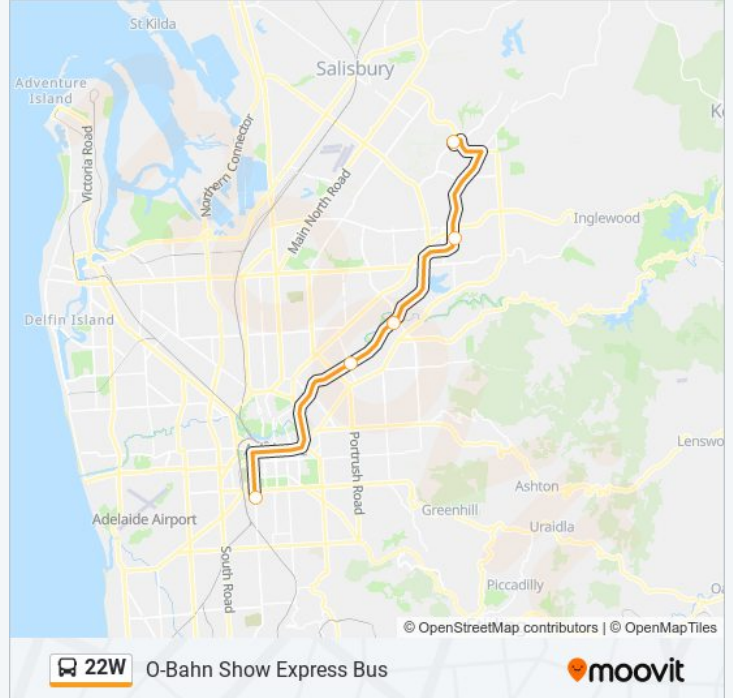 St Kilda
Salisbury
Adventure
Island
Victoria Road
Northern Connector
Main North Road
Inglewood
Delfin Island
Portrush Road
Ashton
Greenhill
Uraidla
Adelaide Airport
South Road
Piccadilly
© OpenStreetMap contributors | © OpenMapTiles
22W O-Bahn Show Express Bus
moovit